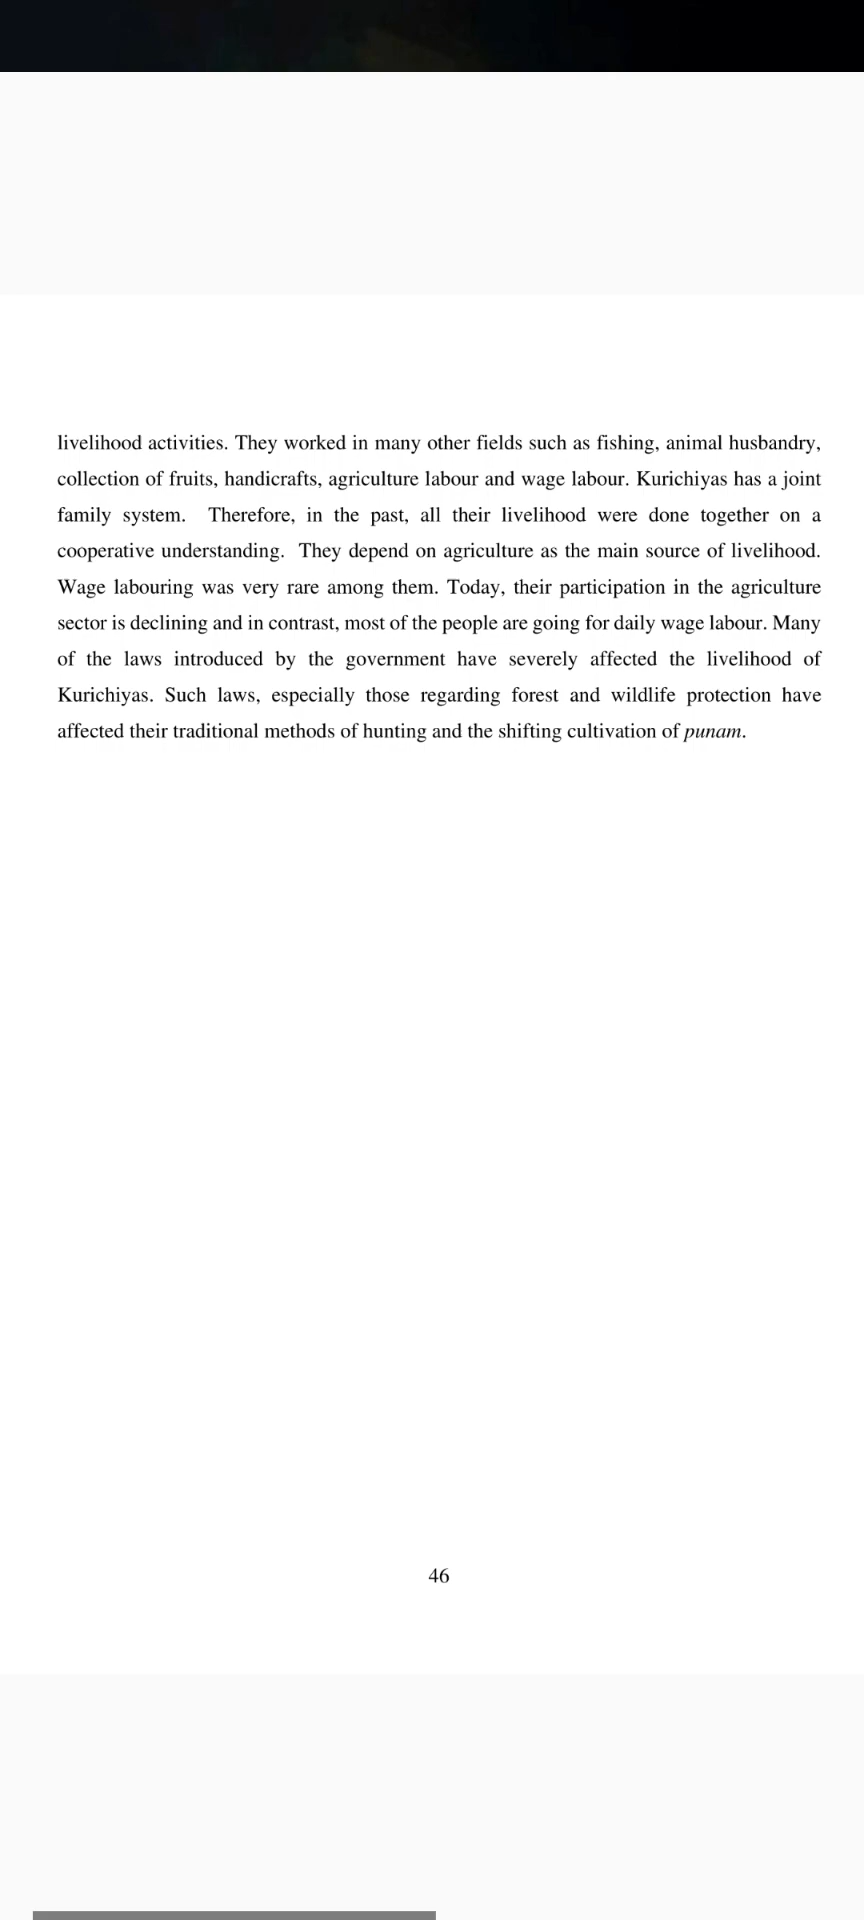 livelihood activities. They worked in many other fields such as fishing, animal husbandry,
collection of fruits, handicrafts, agriculture labour and wage labour. Kurichiyas has a joint
family system.  Therefore, in the past, all their livelihood were done together on a
cooperative understanding.  They depend on agriculture as the main source of livelihood.
Wage labouring was very rare among them. Today, their participation in the agriculture
sector is declining and in contrast, most of the people are going for daily wage labour. Many
of the laws introduced by the government have severely affected the livelihood of
Kurichiyas. Such laws, especially those regarding forest and wildlife protection have
affected their traditional methods of hunting and the shifting cultivation of punam.
46